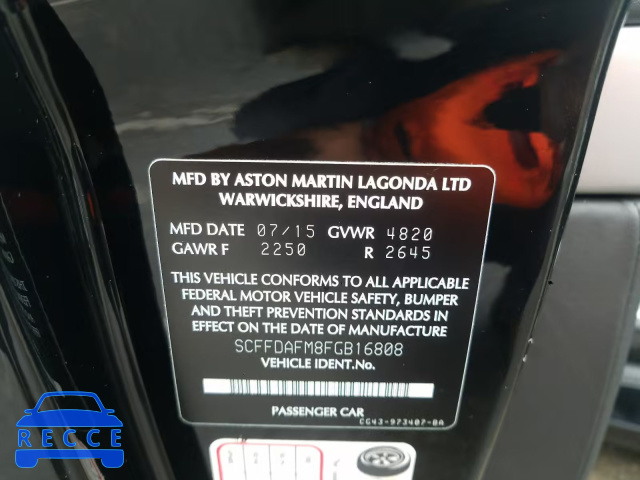 MFD BY ASTON MARTIN LAGONDA LTD
WARWICKSHIRE, ENGLAND
MFD DATE 07/15 GVWR 4820
GAWR F 2250 R 2645
THIS VEHICLE CONFORMS TO ALL APPLICABLE
FEDERAL MOTOR VEHICLE SAFETY, BUMPER
AND THEFT PREVENTION STANDARDS IN
EFFECT ON THE DATE OF MANUFACTURE
SCFFDAFM8FGB16808
VEHICLE IDENT.No.
PASSENGER CAR
CG43-973407-BA
RECCE